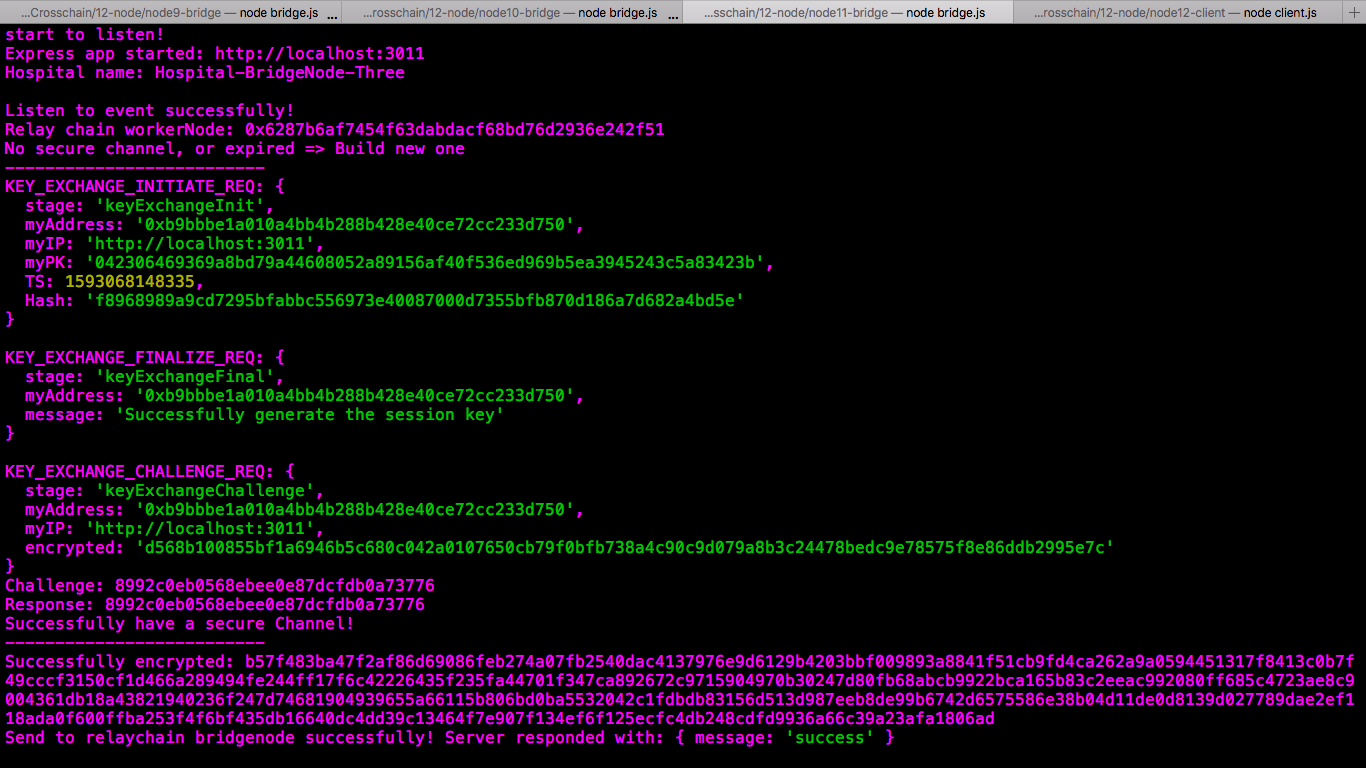 ...Crosschain/12-node/node9-bridge — node bridge.js ...
...rosschain/12-node/node10-bridge — node bridge.js ...
...sschain/12-node/node11-bridge — node bridge.js
...rosschain/12-node/node12-client — node client.js
+
start to listen!
Express app started: http://localhost:3011
Hospital name: Hospital-BridgeNode-Three
Listen to event successfully!
Relay chain workerNode: 0x6287b6af7454f63dabdacf68bd76d2936e242f51
No secure channel, or expired => Build new one
--------------------------
KEY_EXCHANGE_INITIATE_REQ: {
stage: 'keyExchangeInit',
myAddress: '0xb9bbbe1a010a4bb4b288b428e40ce72cc233d750',
myIP: 'http://localhost:3011',
myPK: '042306469369a8bd79a44608052a89156af40f536ed969b5ea3945243c5a83423b',
TS: 1593068148335,
Hash: 'f8968989a9cd7295bfabbc556973e40087000d7355bfb870d186a7d682a4bd5e'
}
KEY_EXCHANGE_FINALIZE_REQ: {
stage: 'keyExchangeFinal',
myAddress: '0xb9bbbe1a010a4bb4b288b428e40ce72cc233d750',
message: 'Successfully generate the session key'
}
KEY_EXCHANGE_CHALLENGE_REQ: {
stage: 'keyExchangeChallenge',
myAddress: '0xb9bbbe1a010a4bb4b288b428e40ce72cc233d750',
myIP: 'http://localhost:3011',
encrypted: 'd568b100855bf1a6946b5c680c042a0107650cb79f0bfb738a4c90c9d079a8b3c24478bedc9e78575f8e86ddb2995e7c'
}
Challenge: 8992c0eb0568ebee0e87dcfdb0a73776
Response: 8992c0eb0568ebee0e87dcfdb0a73776
Successfully have a secure Channel!
--------------------------
Successfully encrypted: b57f483ba47f2af86d69086feb274a07fb2540dac4137976e9d6129b4203bbf009893a8841f51cb9fd4ca262a9a0594451317f8413c0b7f
49cccf3150cf1d466a289494fe244ff17f6c42226435f235fa44701f347ca892672c9715904970b30247d80fb68abcb9922bca165b83c2eeac992080ff685c4723ae8c9
004361db18a43821940236f247d74681904939655a66115b806bd0ba5532042c1fdbdb83156d513d987eeb8de99b6742d6575586e38b04d11de0d8139d027789dae2ef1
18ada0f600ffba253f4f6bf435db16640dc4dd39c13464f7e907f134ef6f125ecfc4db248cdfd9936a66c39a23afa1806ad
Send to relaychain bridgenode successfully! Server responded with: { message: 'success' }